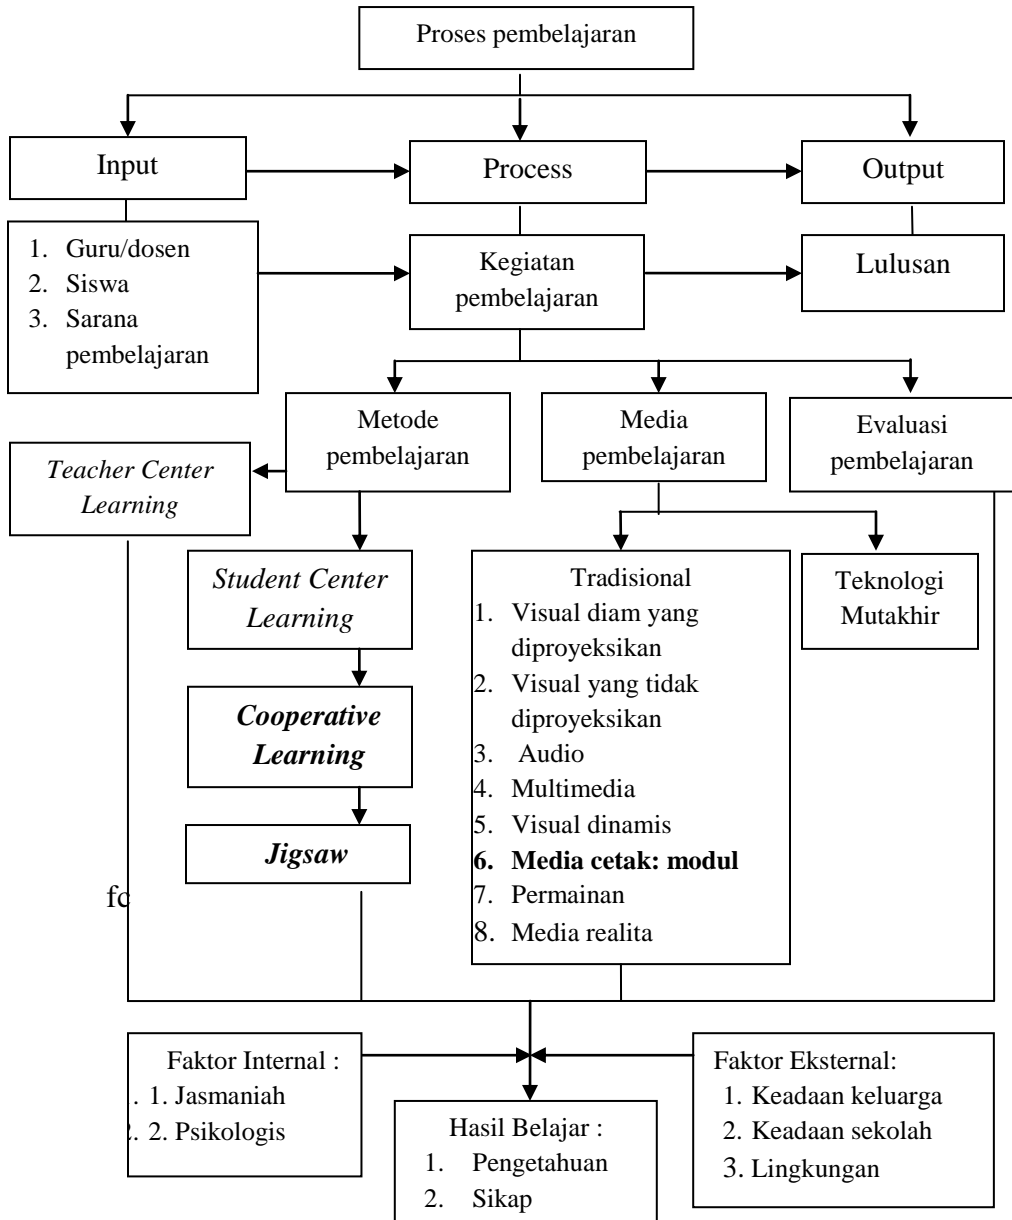 Proses pembelajaran
Input
Process
Output
1. Guru/dosen
2. Siswa
3. Sarana
pembelajaran
Kegiatan
pembelajaran
Lulusan
Metode
pembelajaran
Media
pembelajaran
Evaluasi
pembelajaran
Teacher Center
Learning
Student Center
Learning
Cooperative
Learning
Jigsaw
fc
Tradisional
1. Visual diam yang
diproyeksikan
2. Visual yang tidak
diproyeksikan
3. Audio
4. Multimedia
5. Visual dinamis
6. Media cetak: modul
7. Permainan
8. Media realita
Teknologi
Mutakhir
Faktor Internal :
. 1. Jasmaniah
2. 2. Psikologis
Hasil Belajar :
1. Pengetahuan
2. Sikap
Faktor Eksternal:
1. Keadaan keluarga
2. Keadaan sekolah
3. Lingkungan